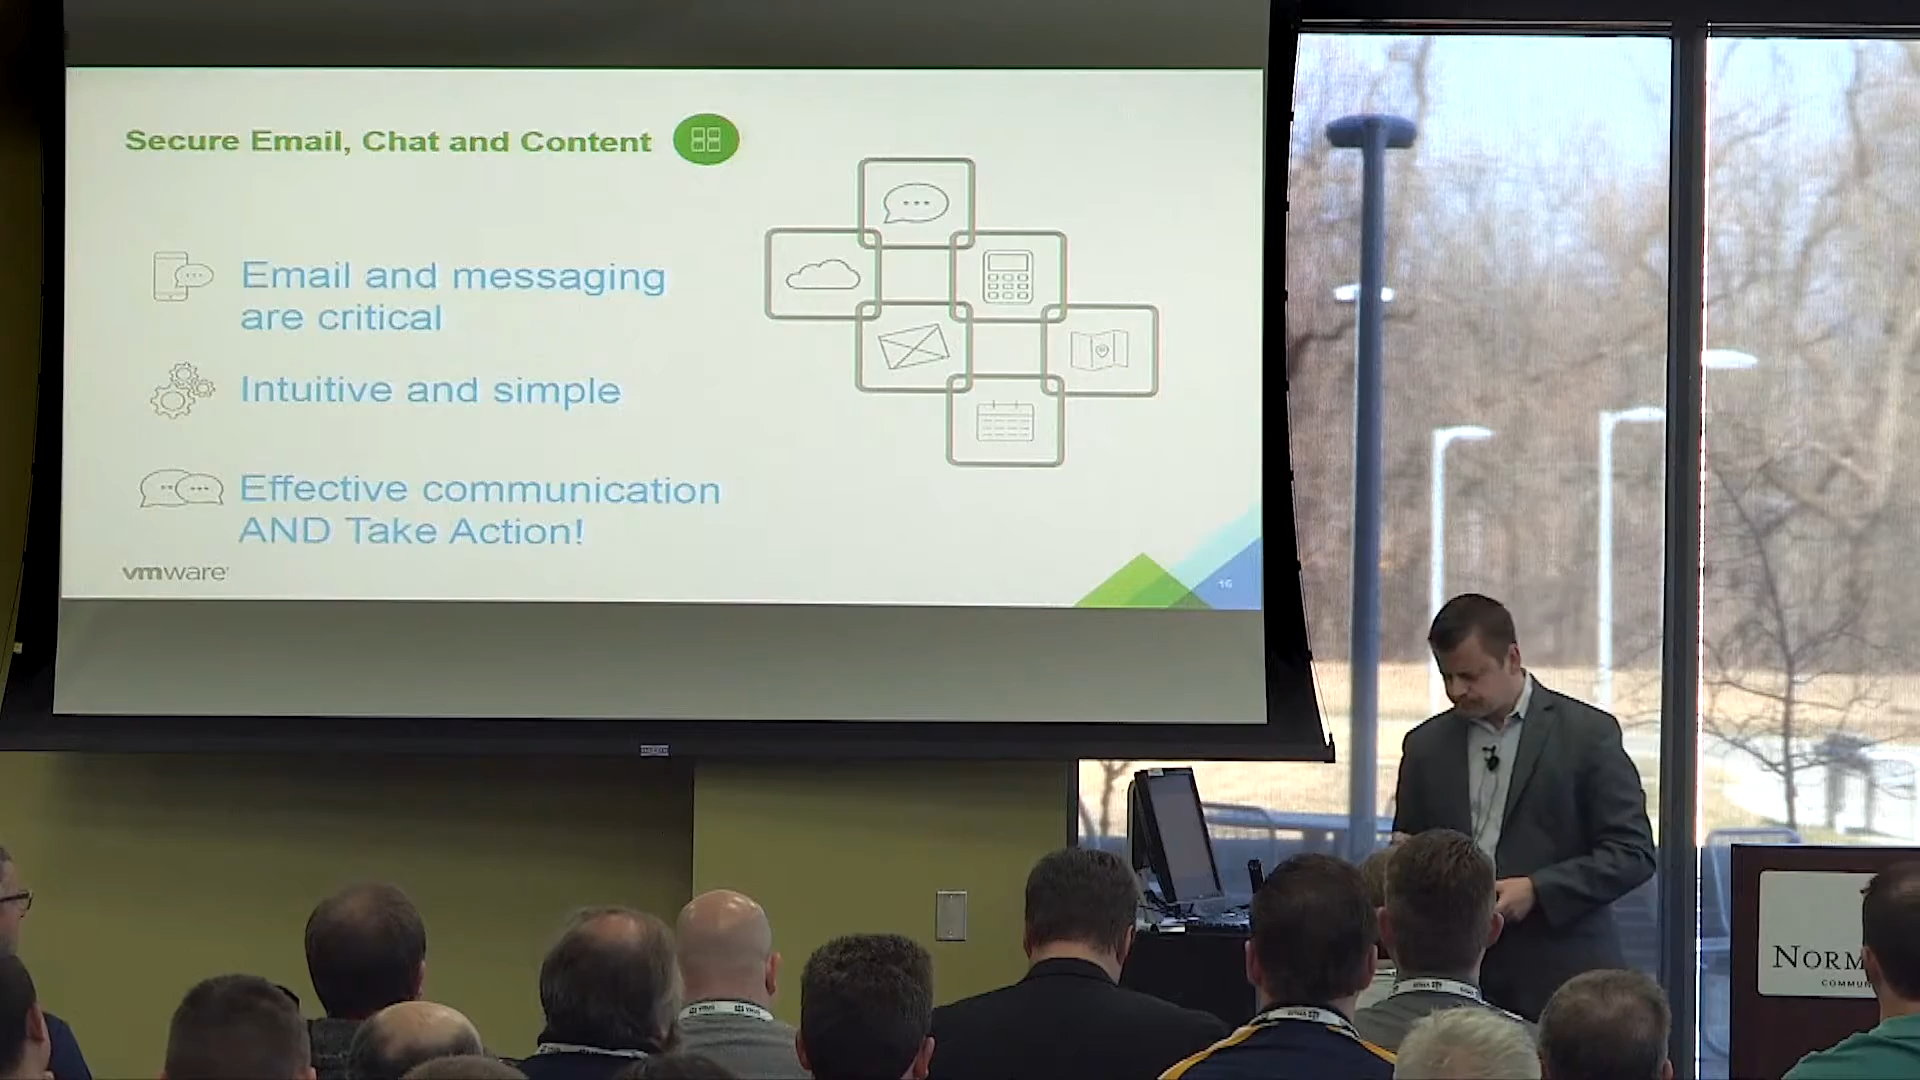 Secure Email, Chat and Content
Email and messaging
are critical
Intuitive and simple
Effective communication
AND Take Action!
vmware
16
NORM
COMMUN